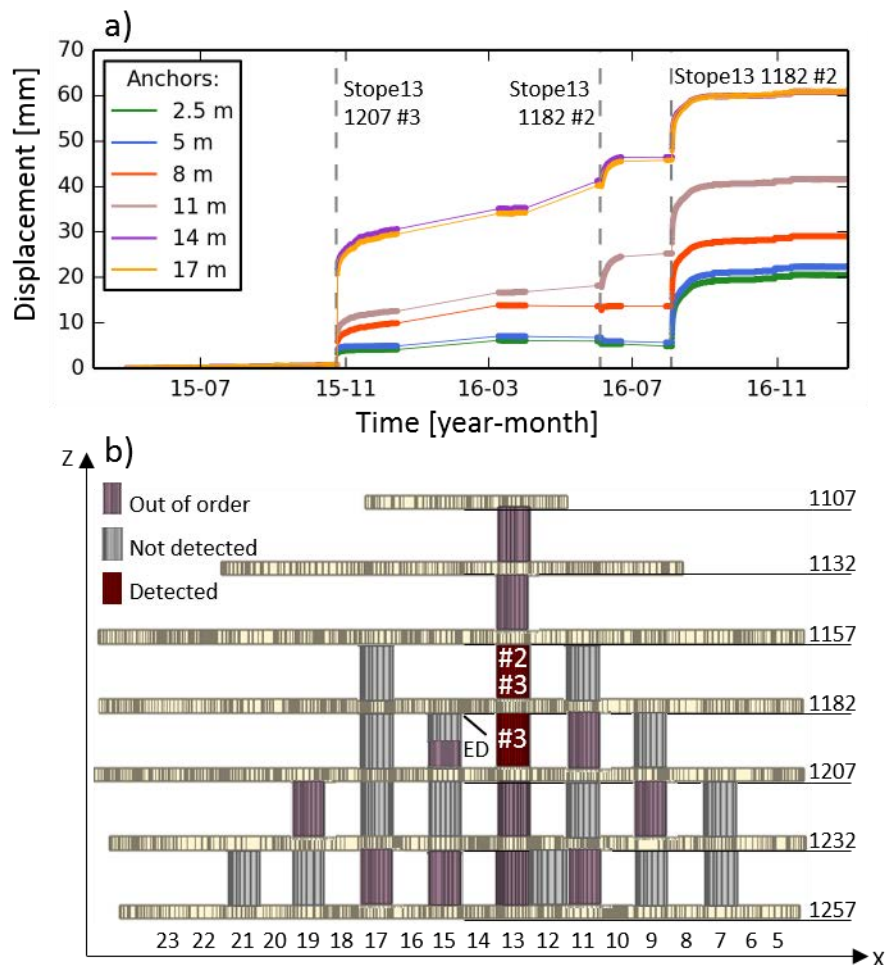 a)
70
60
50
40
30
20
10
0
Displacement [mm]
Anchors:
2.5 m
5 m
8 m
11 m
14 m
17 m
Stope13
1207 #3
Stope13
1182 #2
Stope13 1182 #2
15-07 15-11 16-03 16-07 16-11
Time [year-month]
b)
Z
Out of order
Not detected
Detected
1107
1132
1157
#2
#3
1182
ED
#3
1207
1232
1257
23 22 21 20 19 18 17 16 15 14 13 12 11 10 9 8 7 6 5
X